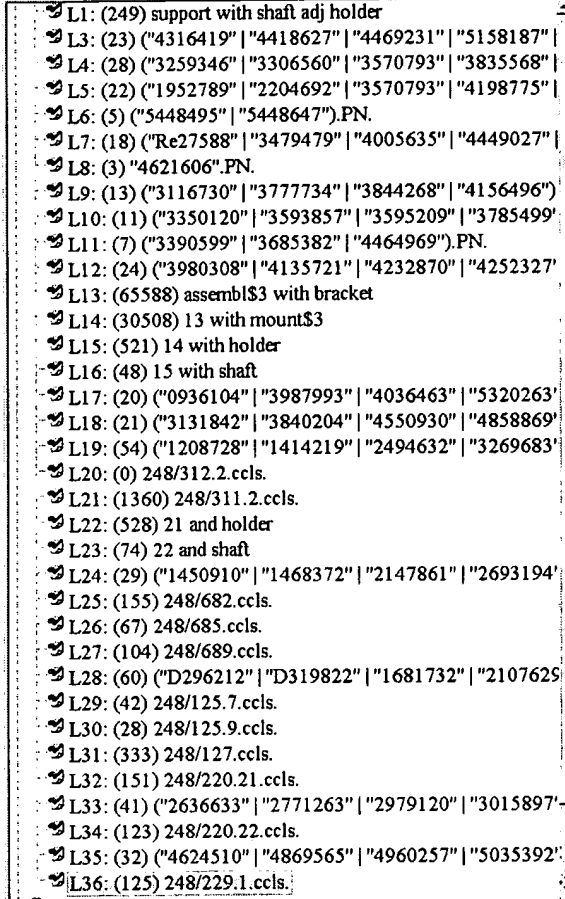 L1: (249) support with shaft adj holder
L3: (23) ("4316419" | "4418627" | "4469231" | "5158187" |
L4: (28) ("3259346" | "3306560" | "3570793" | "3835568" |
L5: (22) ("1952789" | "2204692" | "3570793" | "4198775" |
L6: (5) ("5448495" | "5448647").PN.
L7: (18) ("Re27588" | "3479479" | "4005635" | "4449027" |
L8: (3) "4621606".PN.
L9: (13) ("3116730" | "3777734" | "3844268" | "4156496")
L10: (11) ("3350120" | "3593857" | "3595209" | "3785499"
L11: (7) ("3390599" | "3685382" | "4464969").PN.
L12: (24) ("3980308" | "4135721" | "4232870" | "4252327"
L13: (65588) assembl$3 with bracket
L14: (30508) 13 with mount$3
L15: (521) 14 with holder
L16: (48) 15 with shaft
L17: (20) ("0936104" | "3987993" | "4036463" | "5320263"
L18: (21) ("3131842" | "3840204" | "4550930" | "4858869"
L19: (54) ("1208728" | "1414219" | "2494632" | "3269683"
L20: (0) 248/312.2.ccls.
L21: (1360) 248/311.2.ccls.
L22: (528) 21 and holder
L23: (74) 22 and shaft
L24: (29) ("1450910" | "1468372" | "2147861" | "2693194"
L25: (155) 248/682.ccls.
L26: (67) 248/685.ccls.
L27: (104) 248/689.ccls.
L28: (60) ("D296212" | "D319822" | "1681732" | "2107629
L29: (42) 248/125.7.ccls.
L30: (28) 248/125.9.ccls.
L31: (333) 248/127.ccls.
L32: (151) 248/220.21.ccls.
L33: (41) ("2636633" | "2771263" | "2979120" | "3015897"
L34: (123) 248/220.22.ccls.
L35: (32) ("4624510" | "4869565" | "4960257" | "5035392"
L36: (125) 248/229.1.ccls.